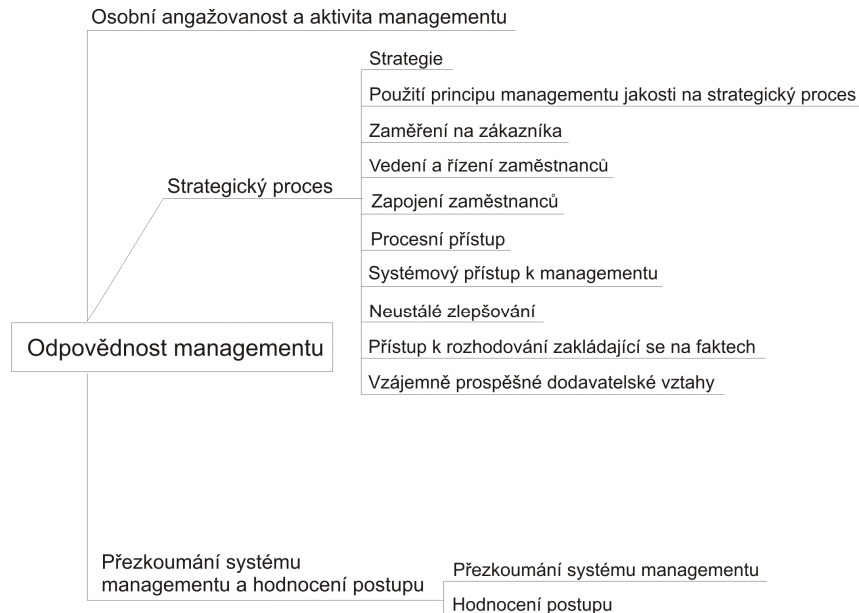 Osobní angažovanost a aktivita managementu
Strategie
Použití principu managementu jakosti na strategický proces
Zaměření na zákazníka
Vedení a řízení zaměstnanců
Strategický proces
Zapojení zaměstnanců
Procesní přístup
Systémový přístup k managementu
Neustálé zlepšování
Odpovědnost managementu
Přístup k rozhodování zakládající se na faktech
Vzájemně prospěšné dodavatelské vztahy
Přezkoumání systému
managementu a hodnocení postupu
Přezkoumání systému managementu
Hodnocení postupu